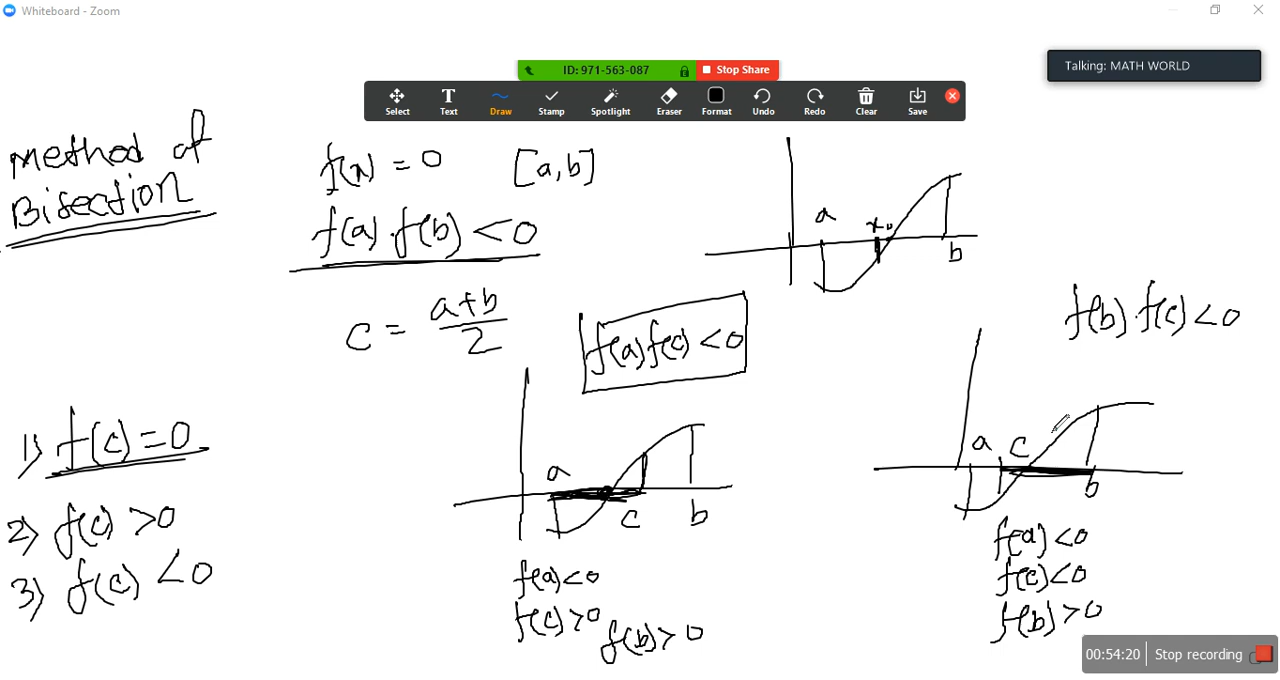 Whiteboard - Zoom
ID: 971-563-087
Stop Share
Talking: MATH WORLD
Select
Text
Draw
Stamp
Spotlight
Eraser
Format
Undo
Redo
Clear
Save
Method of
Bisection
f(x) = 0 [a,b]
f(a).f(b) < 0
c = a+b/2
f(a)f(c) < 0
1) f(c) = 0
2) f(c) > 0
3) f(c) < 0
a
x₀
b
a
c
b
f(a) < 0
f(c) > 0
f(b) > 0
f(b).f(c) < 0
a
c
b
f(a) < 0
f(c) < 0
f(b) > 0
00:54:20
Stop recording